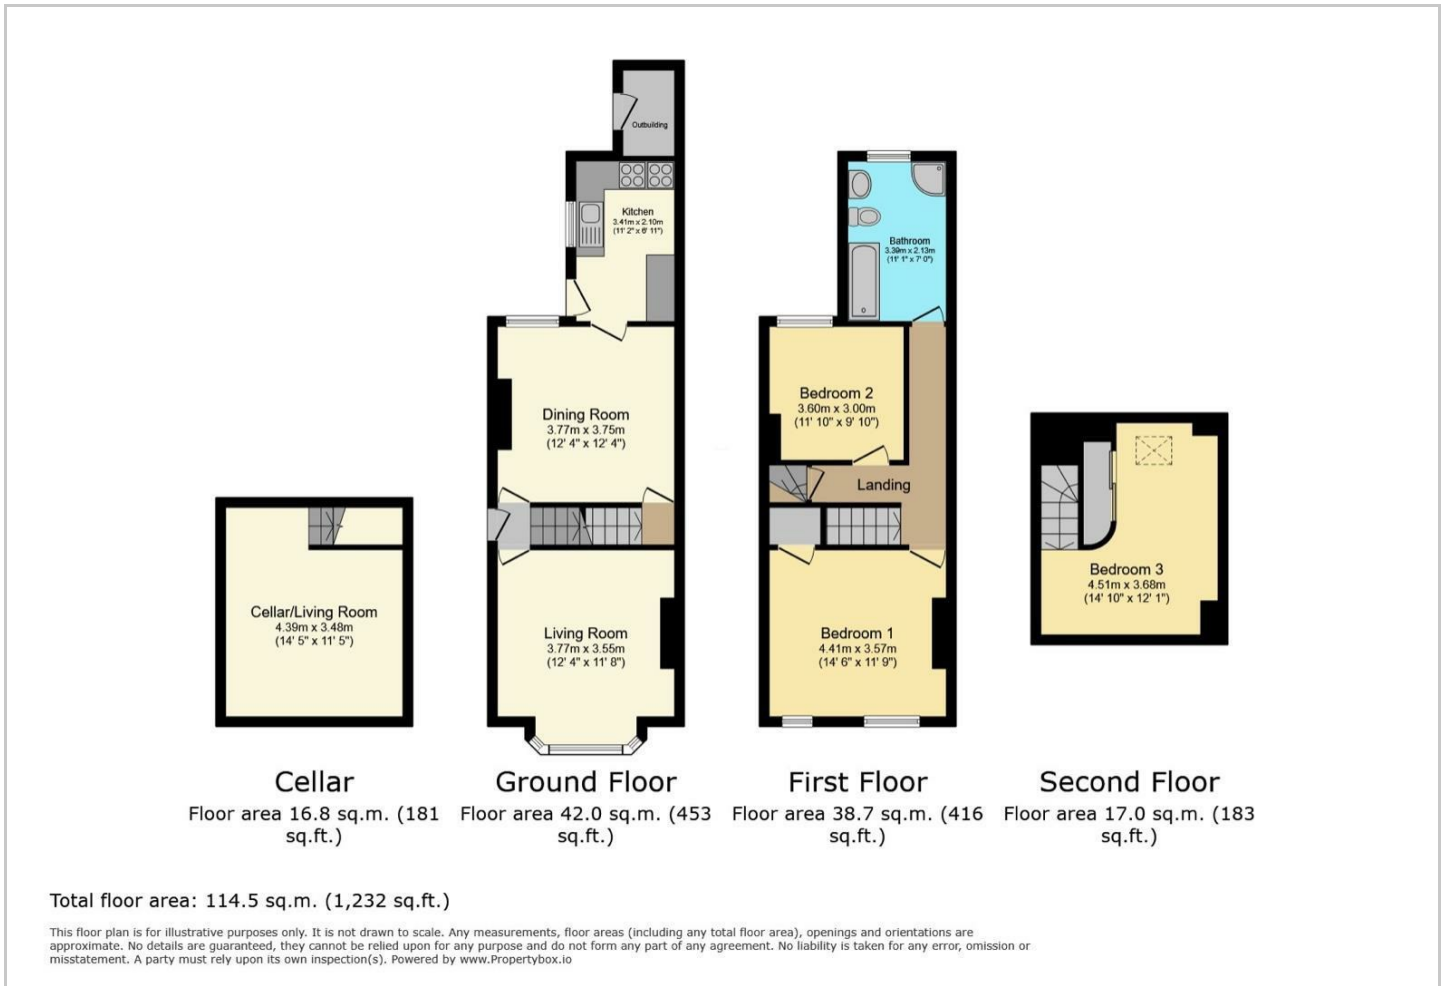 Outbuilding
Kitchen
3.41m x 2.10m
(11' 2" x 6' 11")
Dining Room
3.77m x 3.75m
(12' 4" x 12' 4")
Living Room
3.77m x 3.55m
(12' 4" x 11' 8")
Bathroom
3.39m x 2.13m
(11' 1" x 7' 0")
Bedroom 2
3.60m x 3.00m
(11' 10" x 9' 10")
Landing
Bedroom 1
4.41m x 3.57m
(14' 6" x 11' 9")
Bedroom 3
4.51m x 3.68m
(14' 10" x 12' 1")
Cellar/Living Room
4.39m x 3.48m
(14' 5" x 11' 5")
Cellar
Floor area 16.8 sq.m. (181
sq.ft.)
Ground Floor
Floor area 42.0 sq.m. (453
sq.ft.)
First Floor
Floor area 38.7 sq.m. (416
sq.ft.)
Second Floor
Floor area 17.0 sq.m. (183
sq.ft.)
Total floor area: 114.5 sq.m. (1,232 sq.ft.)
This floor plan is for illustrative purposes only. It is not drawn to scale. Any measurements, floor areas (including any total floor area), openings and orientations are
approximate. No details are guaranteed, they cannot be relied upon for any purpose and do not form any part of any agreement. No liability is taken for any error, omission or
misstatement. A party must rely upon its own inspection(s). Powered by www.Propertybox.io